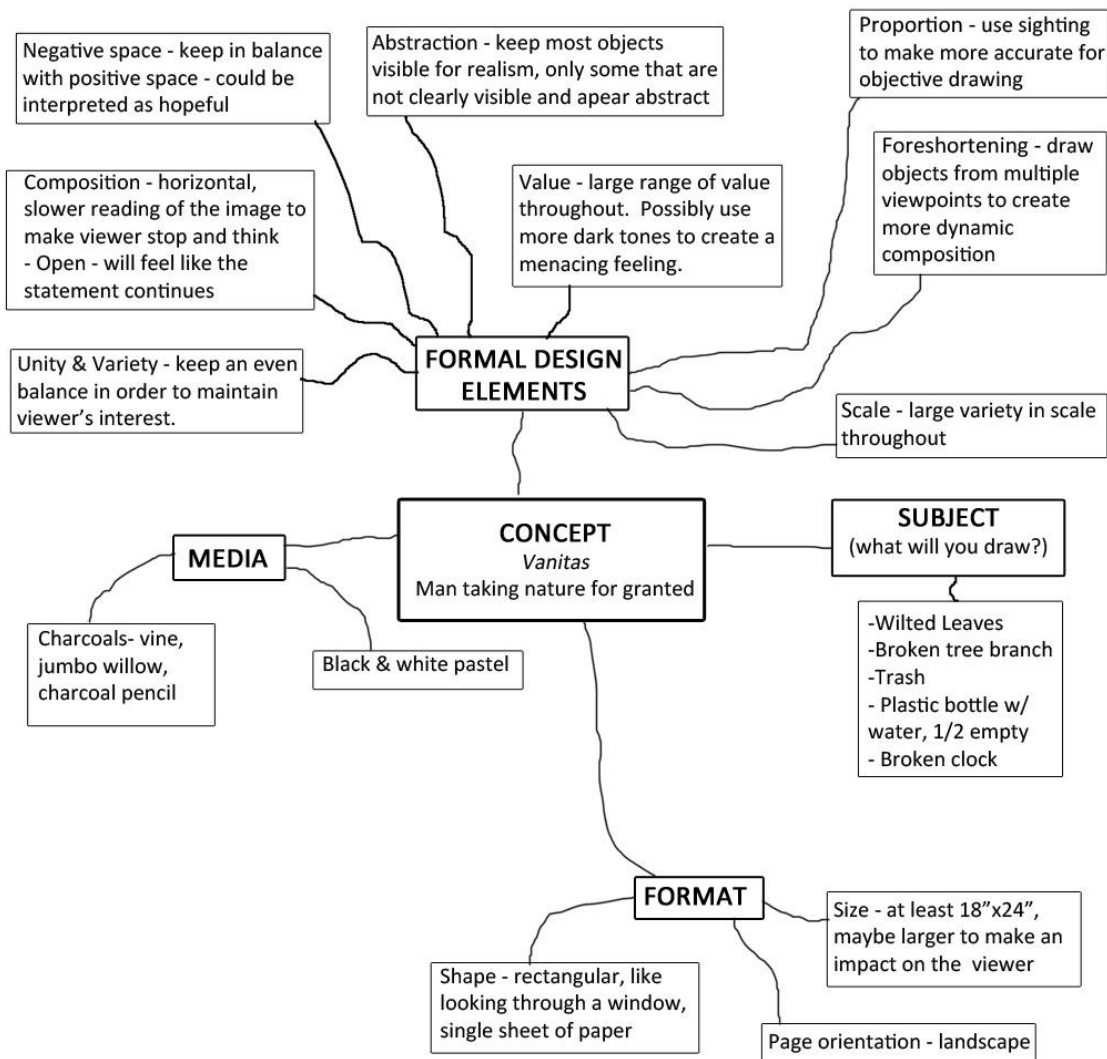 Negative space - keep in balance
with positive space - could be
interpreted as hopeful
Abstraction - keep most objects
visible for realism, only some that are
not clearly visible and apear abstract
Proportion - use sighting
to make more accurate for
objective drawing
Composition - horizontal,
slower reading of the image to
make viewer stop and think
- Open - will feel like the
statement continues
Value - large range of value
throughout.  Possibly use
more dark tones to create a
menacing feeling.
Foreshortening - draw
objects from multiple
viewpoints to create
more dynamic
composition
Unity & Variety - keep an even
balance in order to maintain
viewer's interest.
FORMAL DESIGN
ELEMENTS
Scale - large variety in scale
throughout
MEDIA
CONCEPT
Vanitas
Man taking nature for granted
SUBJECT
(what will you draw?)
Charcoals- vine,
jumbo willow,
charcoal pencil
Black & white pastel
-Wilted Leaves
-Broken tree branch
-Trash
- Plastic bottle w/
water, 1/2 empty
- Broken clock
FORMAT
Shape - rectangular, like
looking through a window,
single sheet of paper
Size - at least 18”x24”,
maybe larger to make an
impact on the  viewer
Page orientation - landscape